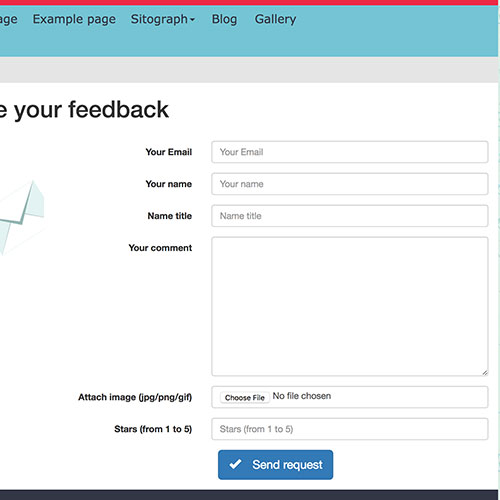 age Example page Sitograph Blog Gallery
e your feedback
Your Email Your Email
Your name Your name
Name title Name title
Your comment
Attach image (jpg/png/gif) Choose File No file chosen
Stars (from 1 to 5) Stars (from 1 to 5)
Send request